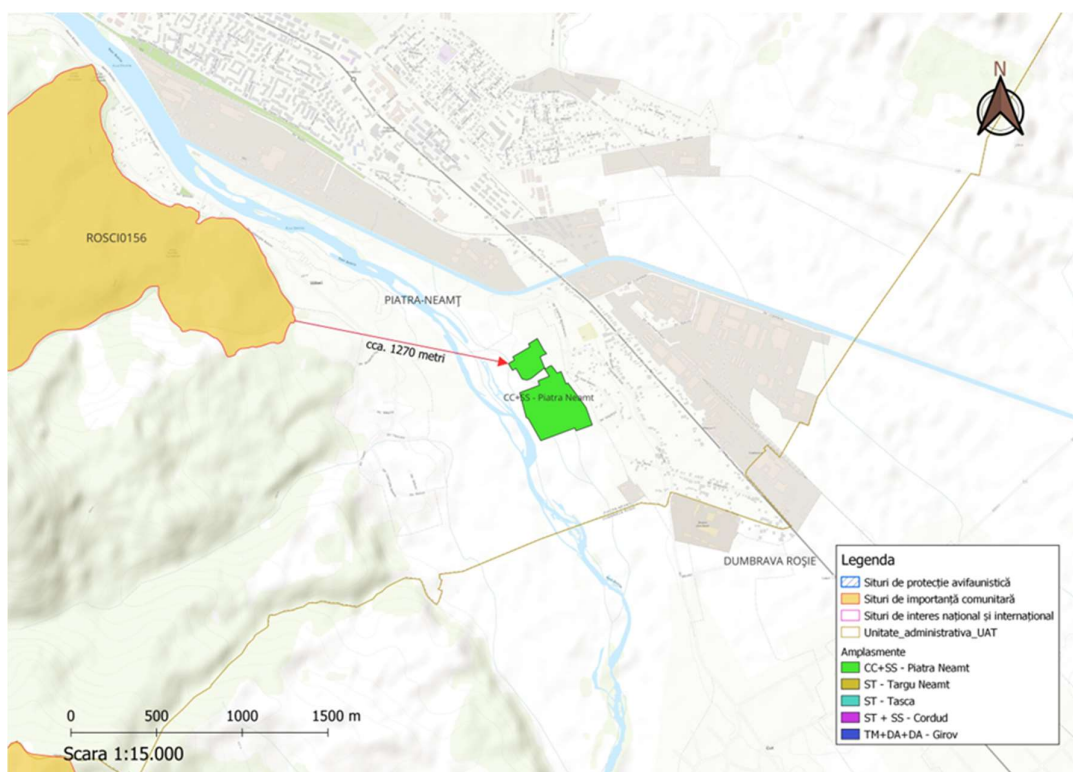 N
ROSCI0156
PIATRA-NEAMȚ
cca. 1270 metri
CC+SS - Piatra Neamt
DUMBRAVA ROȘIE
Legenda
Situri de protecție avifaunistică
Situri de importanță comunitară
Situri de interes național și internațional
Unitate_administrativa_UAT
Amplasmente
CC+SS - Piatra Neamt
ST - Targu Neamt
ST - Tasca
ST + SS - Cordud
TM+DA+DA - Girov
0 500 1000 1500 m
Scara 1:15.000